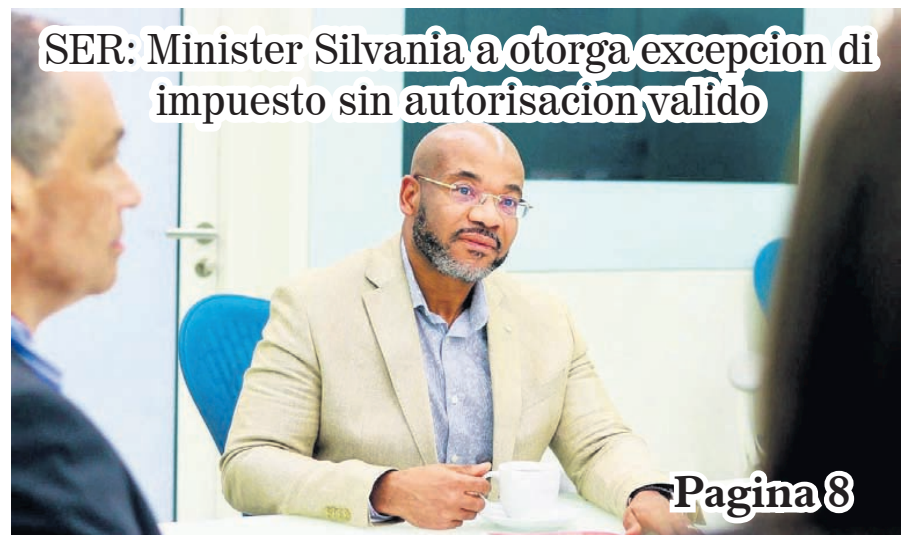 SER: Minister Silvania a otorga excepcion di
impuesto sin autorisacion valido
Pagina 8